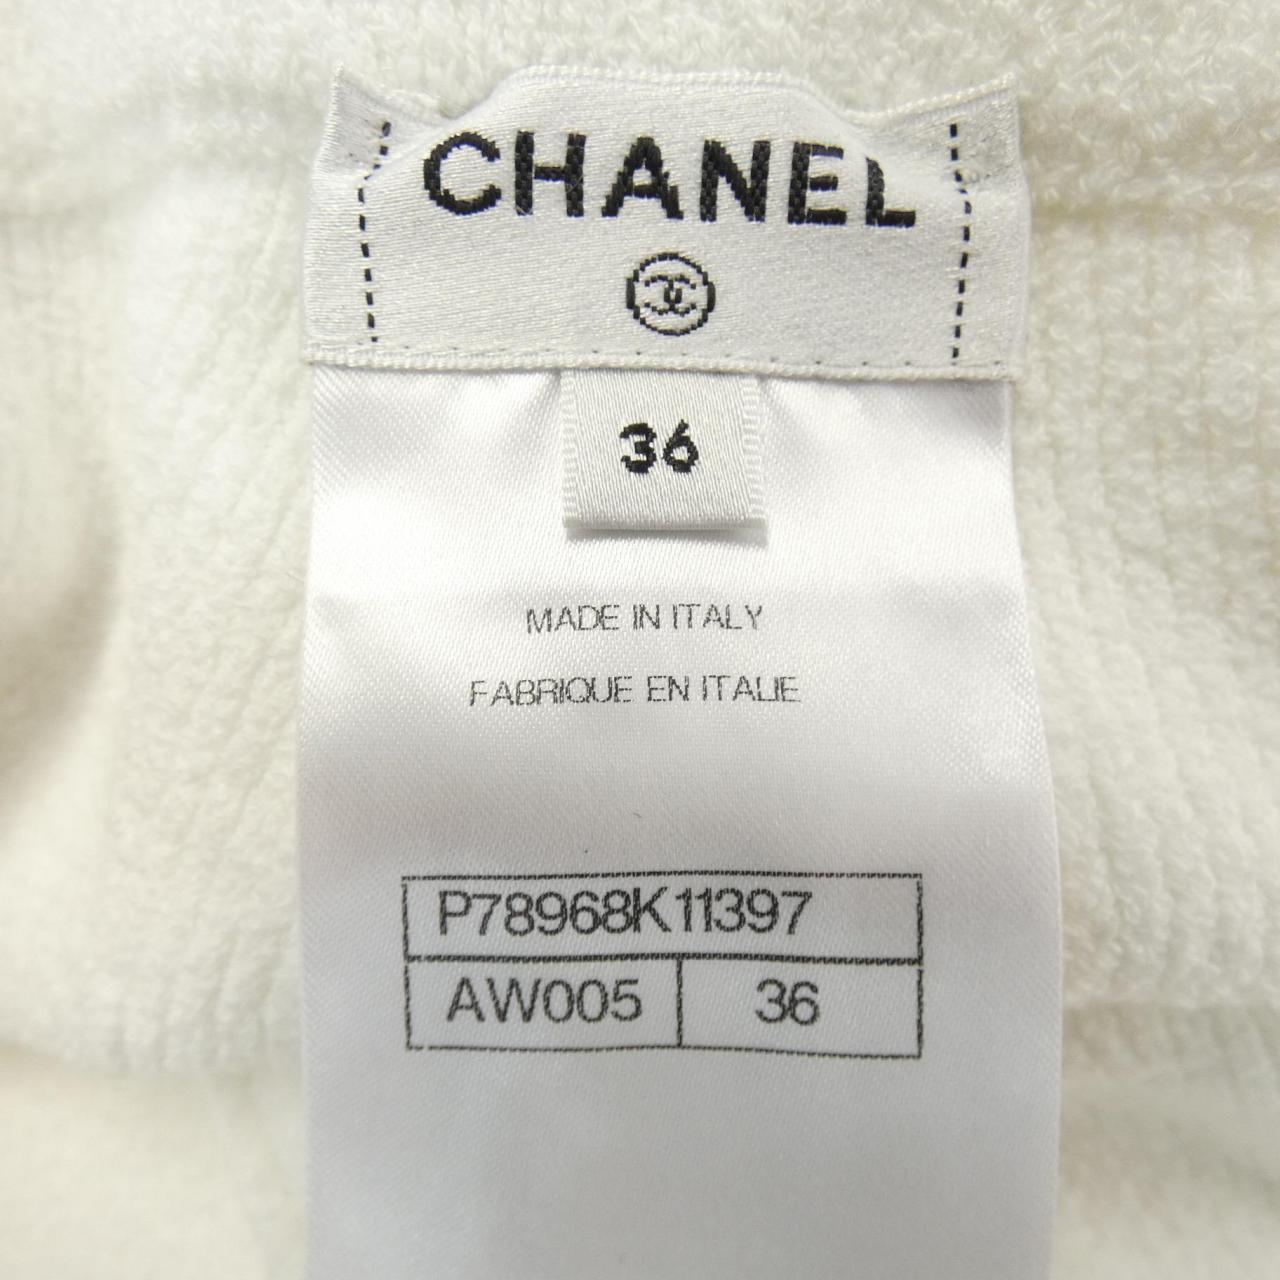 CHANEL
36
MADE IN ITALY
FABRIQUE EN ITALIE
P78968K11397
AW005 36